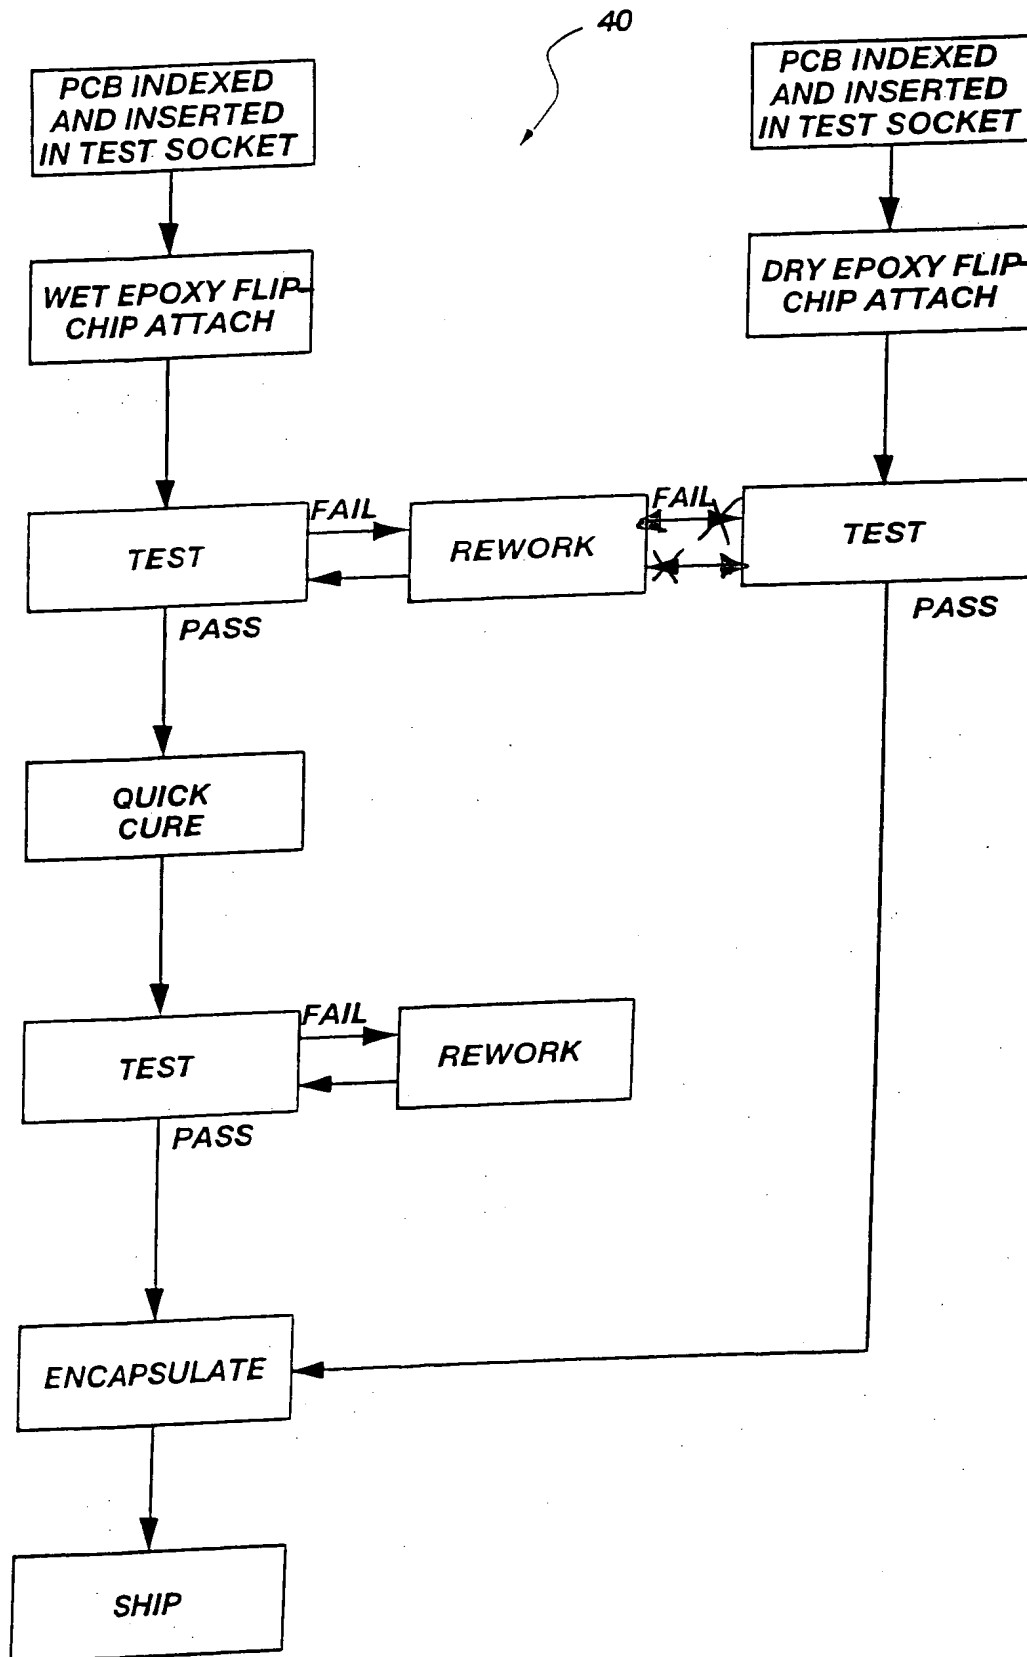 40
PCB INDEXED
AND INSERTED
IN TEST SOCKET
PCB INDEXED
AND INSERTED
IN TEST SOCKET
WET EPOXY FLIP-
CHIP ATTACH
DRY EPOXY FLIP-
CHIP ATTACH
TEST
FAIL
REWORK
FAIL
TEST
PASS
PASS
QUICK
CURE
TEST
FAIL
REWORK
PASS
ENCAPSULATE
SHIP